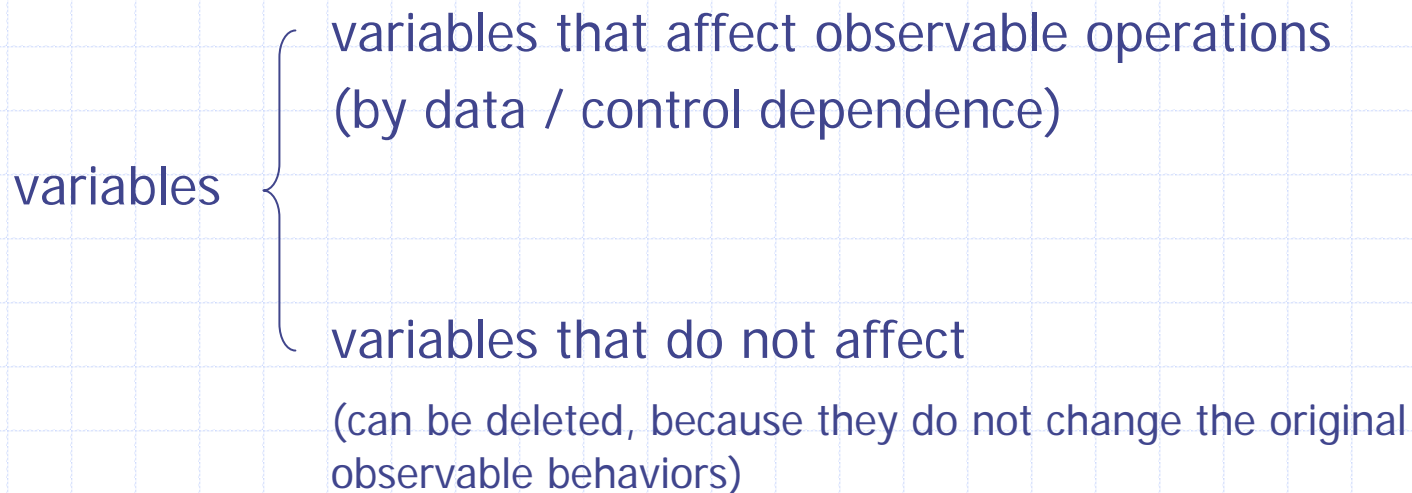 variables that affect observable operations
(by data / control dependence)
variables
variables that do not affect
(can be deleted, because they do not change the original
observable behaviors)